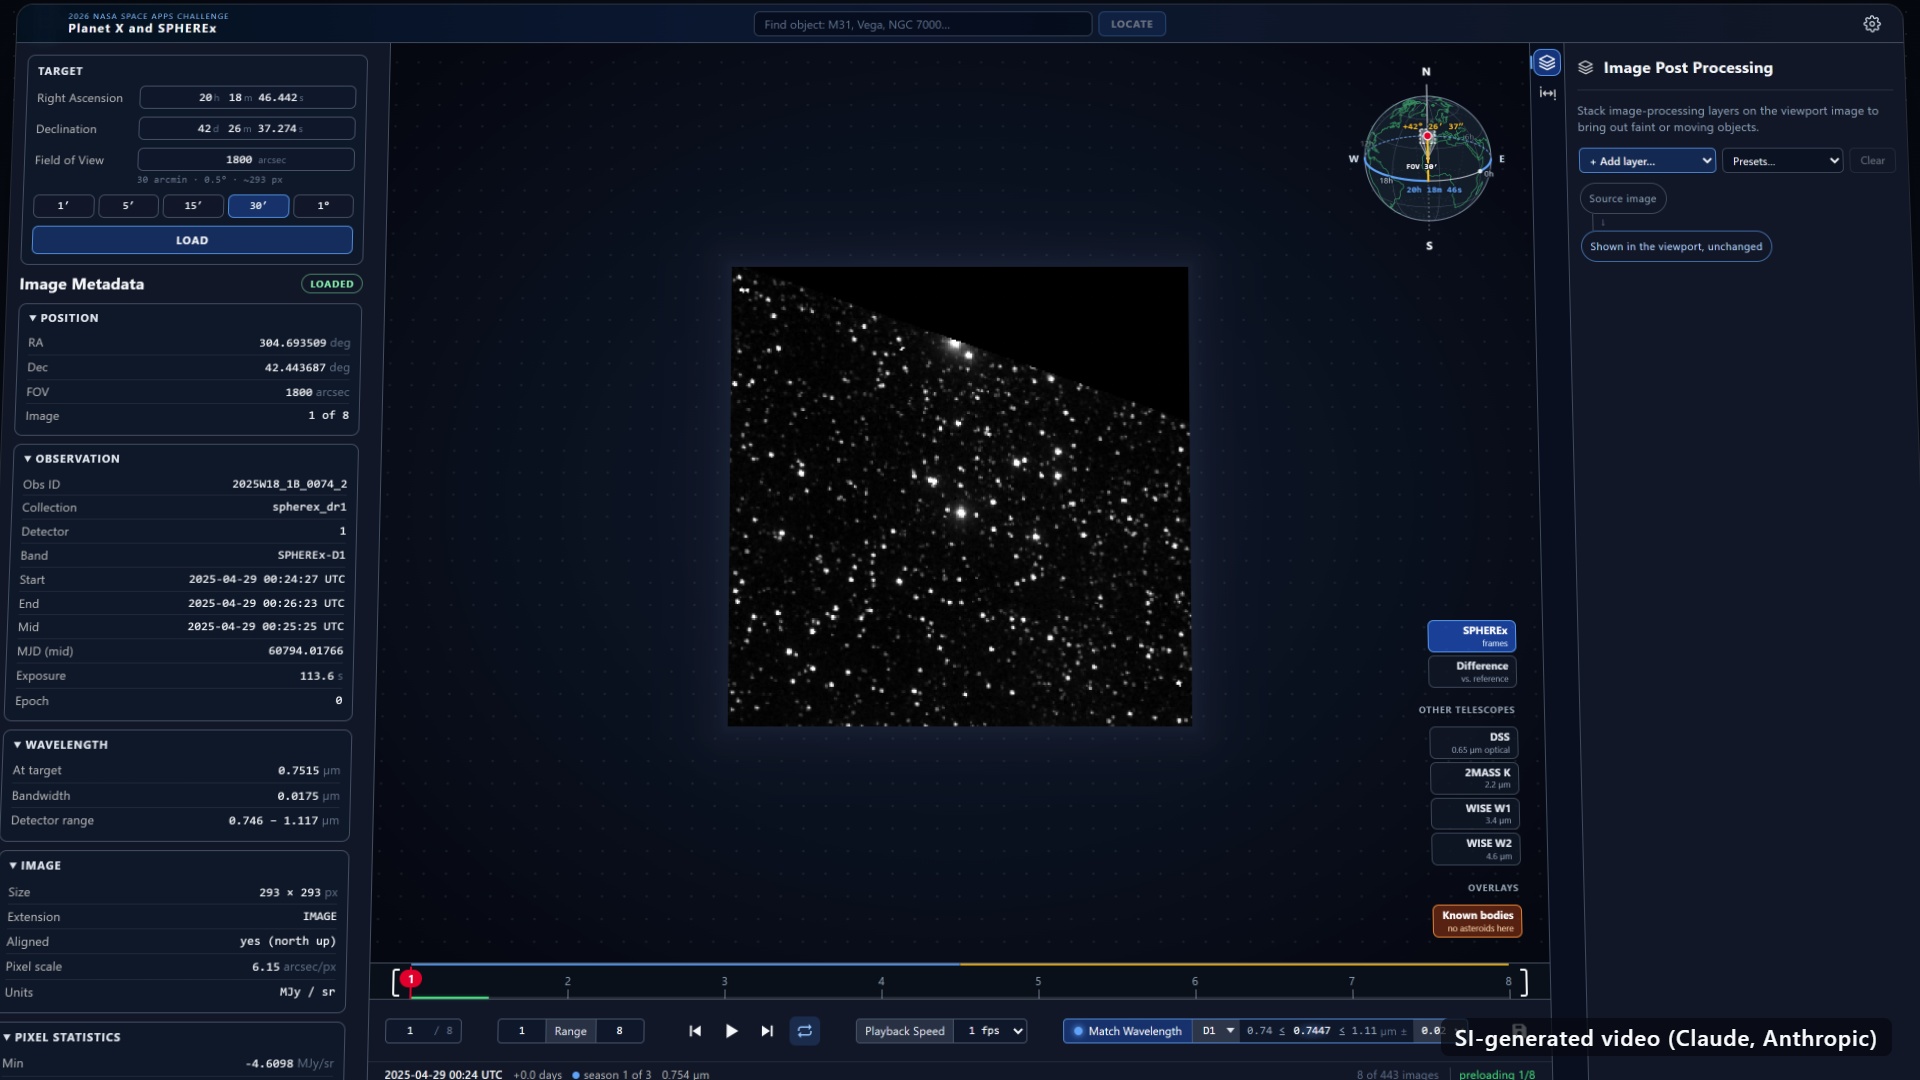 2026 NASA SPACE APPS CHALLENGE
Planet X and SPHEREx
Find object: M31, Vega, NGC 7000...
LOCATE
TARGET
Right Ascension 20h 18m 46.442s
Declination 42d 26m 37.274s
Field of View 1800 arcsec
30 arcmin · 0.5° · ~293 px
1′ 5′ 15′ 30′ 1°
LOAD
Image Metadata LOADED
▼ POSITION
RA 304.693509 deg
Dec 42.443687 deg
FOV 1800 arcsec
Image 1 of 8
▼ OBSERVATION
Obs ID 2025W18_1B_0074_2
Collection spherex_dr1
Detector 1
Band SPHEREx-D1
Start 2025-04-29 00:24:27 UTC
End 2025-04-29 00:26:23 UTC
Mid 2025-04-29 00:25:25 UTC
MJD (mid) 60794.01766
Exposure 113.6 s
Epoch 0
▼ WAVELENGTH
At target 0.7515 µm
Bandwidth 0.0175 µm
Detector range 0.746 – 1.117 µm
▼ IMAGE
Size 293 × 293 px
Extension IMAGE
Aligned yes (north up)
Pixel scale 6.15 arcsec/px
Units MJy / sr
▼ PIXEL STATISTICS
Min -4.6098 MJy/sr
N
+42° 26′ 37″
W
E
FOV 30′
18h
0h
20h 18m 46s
S
SPHEREx
frames
Difference
vs. reference
OTHER TELESCOPES
DSS
0.65 µm optical
2MASS K
2.2 µm
WISE W1
3.4 µm
WISE W2
4.6 µm
OVERLAYS
Known bodies
no asteroids here
1 2 3 4 5 6 7 8
1 / 8
1 Range 8
Playback Speed 1 fps
Match Wavelength D1 0.74 ≤ 0.7447 ≤ 1.11 µm ± 0.02
2025-04-29 00:24 UTC +0.0 days season 1 of 3 0.754 µm
8 of 443 images preloading 1/8
Image Post Processing
Stack image-processing layers on the viewport image to
bring out faint or moving objects.
+ Add layer... Presets... Clear
Source image
↓
Shown in the viewport, unchanged
SI-generated video (Claude, Anthropic)